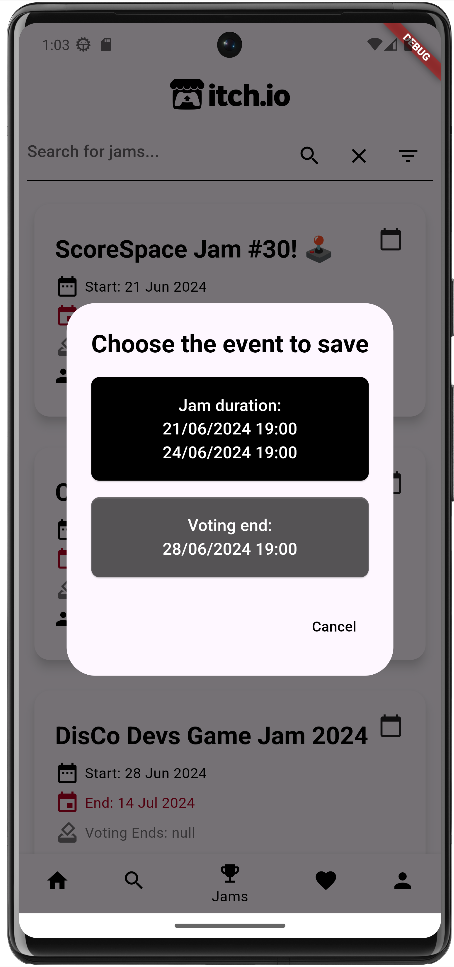 1:03
DEBUG
itch.io
Search for jams...
ScoreSpace Jam #30! 🕹️
Start: 21 Jun 2024
Choose the event to save
Jam duration:
21/06/2024 19:00
24/06/2024 19:00
Voting end:
28/06/2024 19:00
Cancel
DisCo Devs Game Jam 2024
Start: 28 Jun 2024
End: 14 Jul 2024
Voting Ends: null
Jams